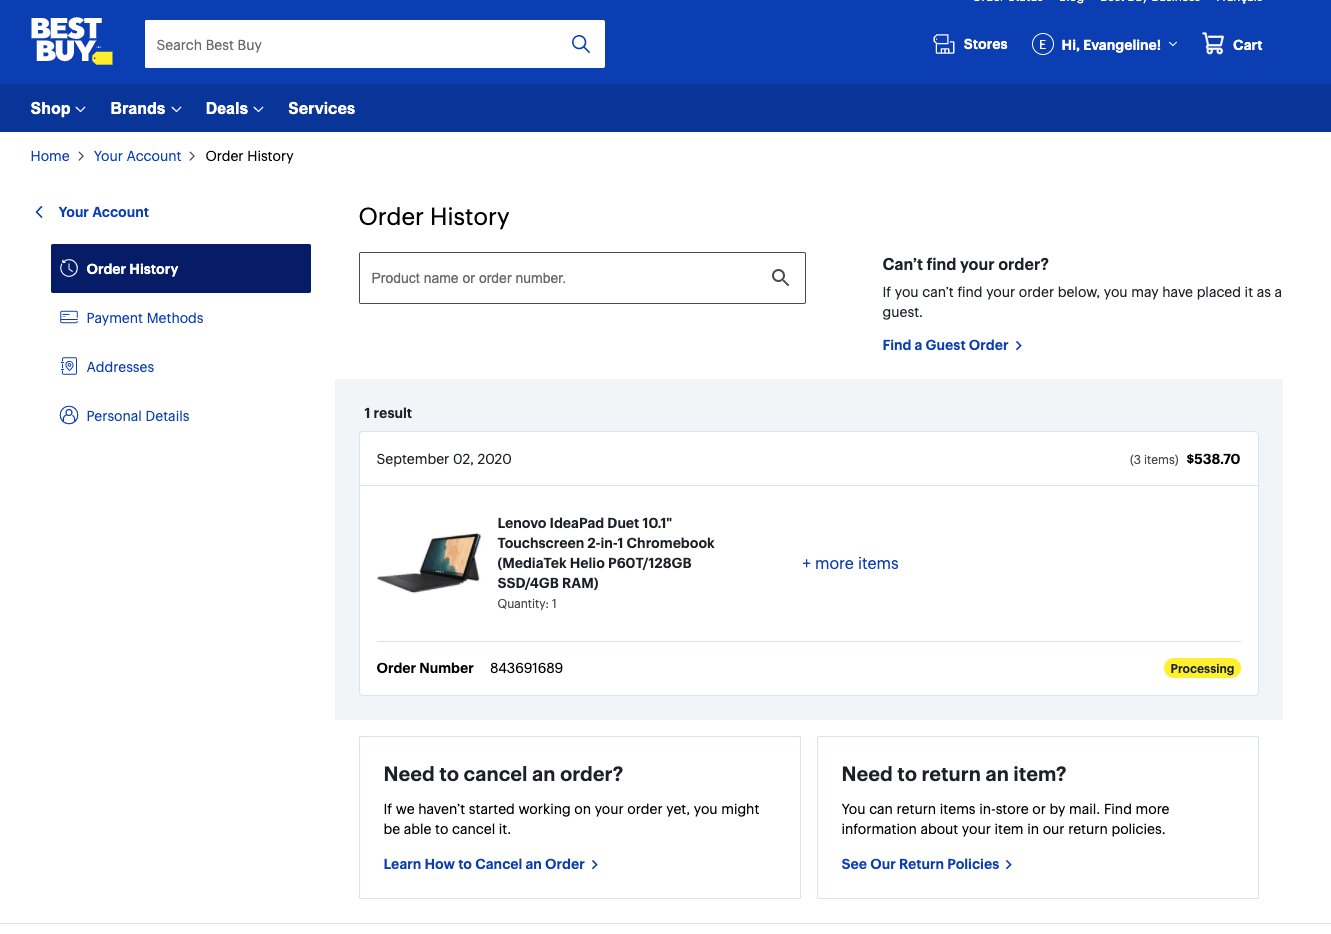 Order Status Blog Best Buy Business Français
BEST
BUY
Search Best Buy
Stores
E
Hi, Evangeline!
Cart
Shop
Brands
Deals
Services
Home > Your Account > Order History
Your Account
Order History
Payment Methods
Addresses
Personal Details
Order History
Product name or order number.
Can't find your order?
If you can't find your order below, you may have placed it as a
guest.
Find a Guest Order
1 result
September 02, 2020
(3 items) $538.70
Lenovo IdeaPad Duet 10.1"
Touchscreen 2-in-1 Chromebook
(MediaTek Helio P60T/128GB
SSD/4GB RAM)
Quantity: 1
+ more items
Order Number 843691689
Processing
Need to cancel an order?
If we haven't started working on your order yet, you might
be able to cancel it.
Learn How to Cancel an Order
Need to return an item?
You can return items in-store or by mail. Find more
information about your item in our return policies.
See Our Return Policies